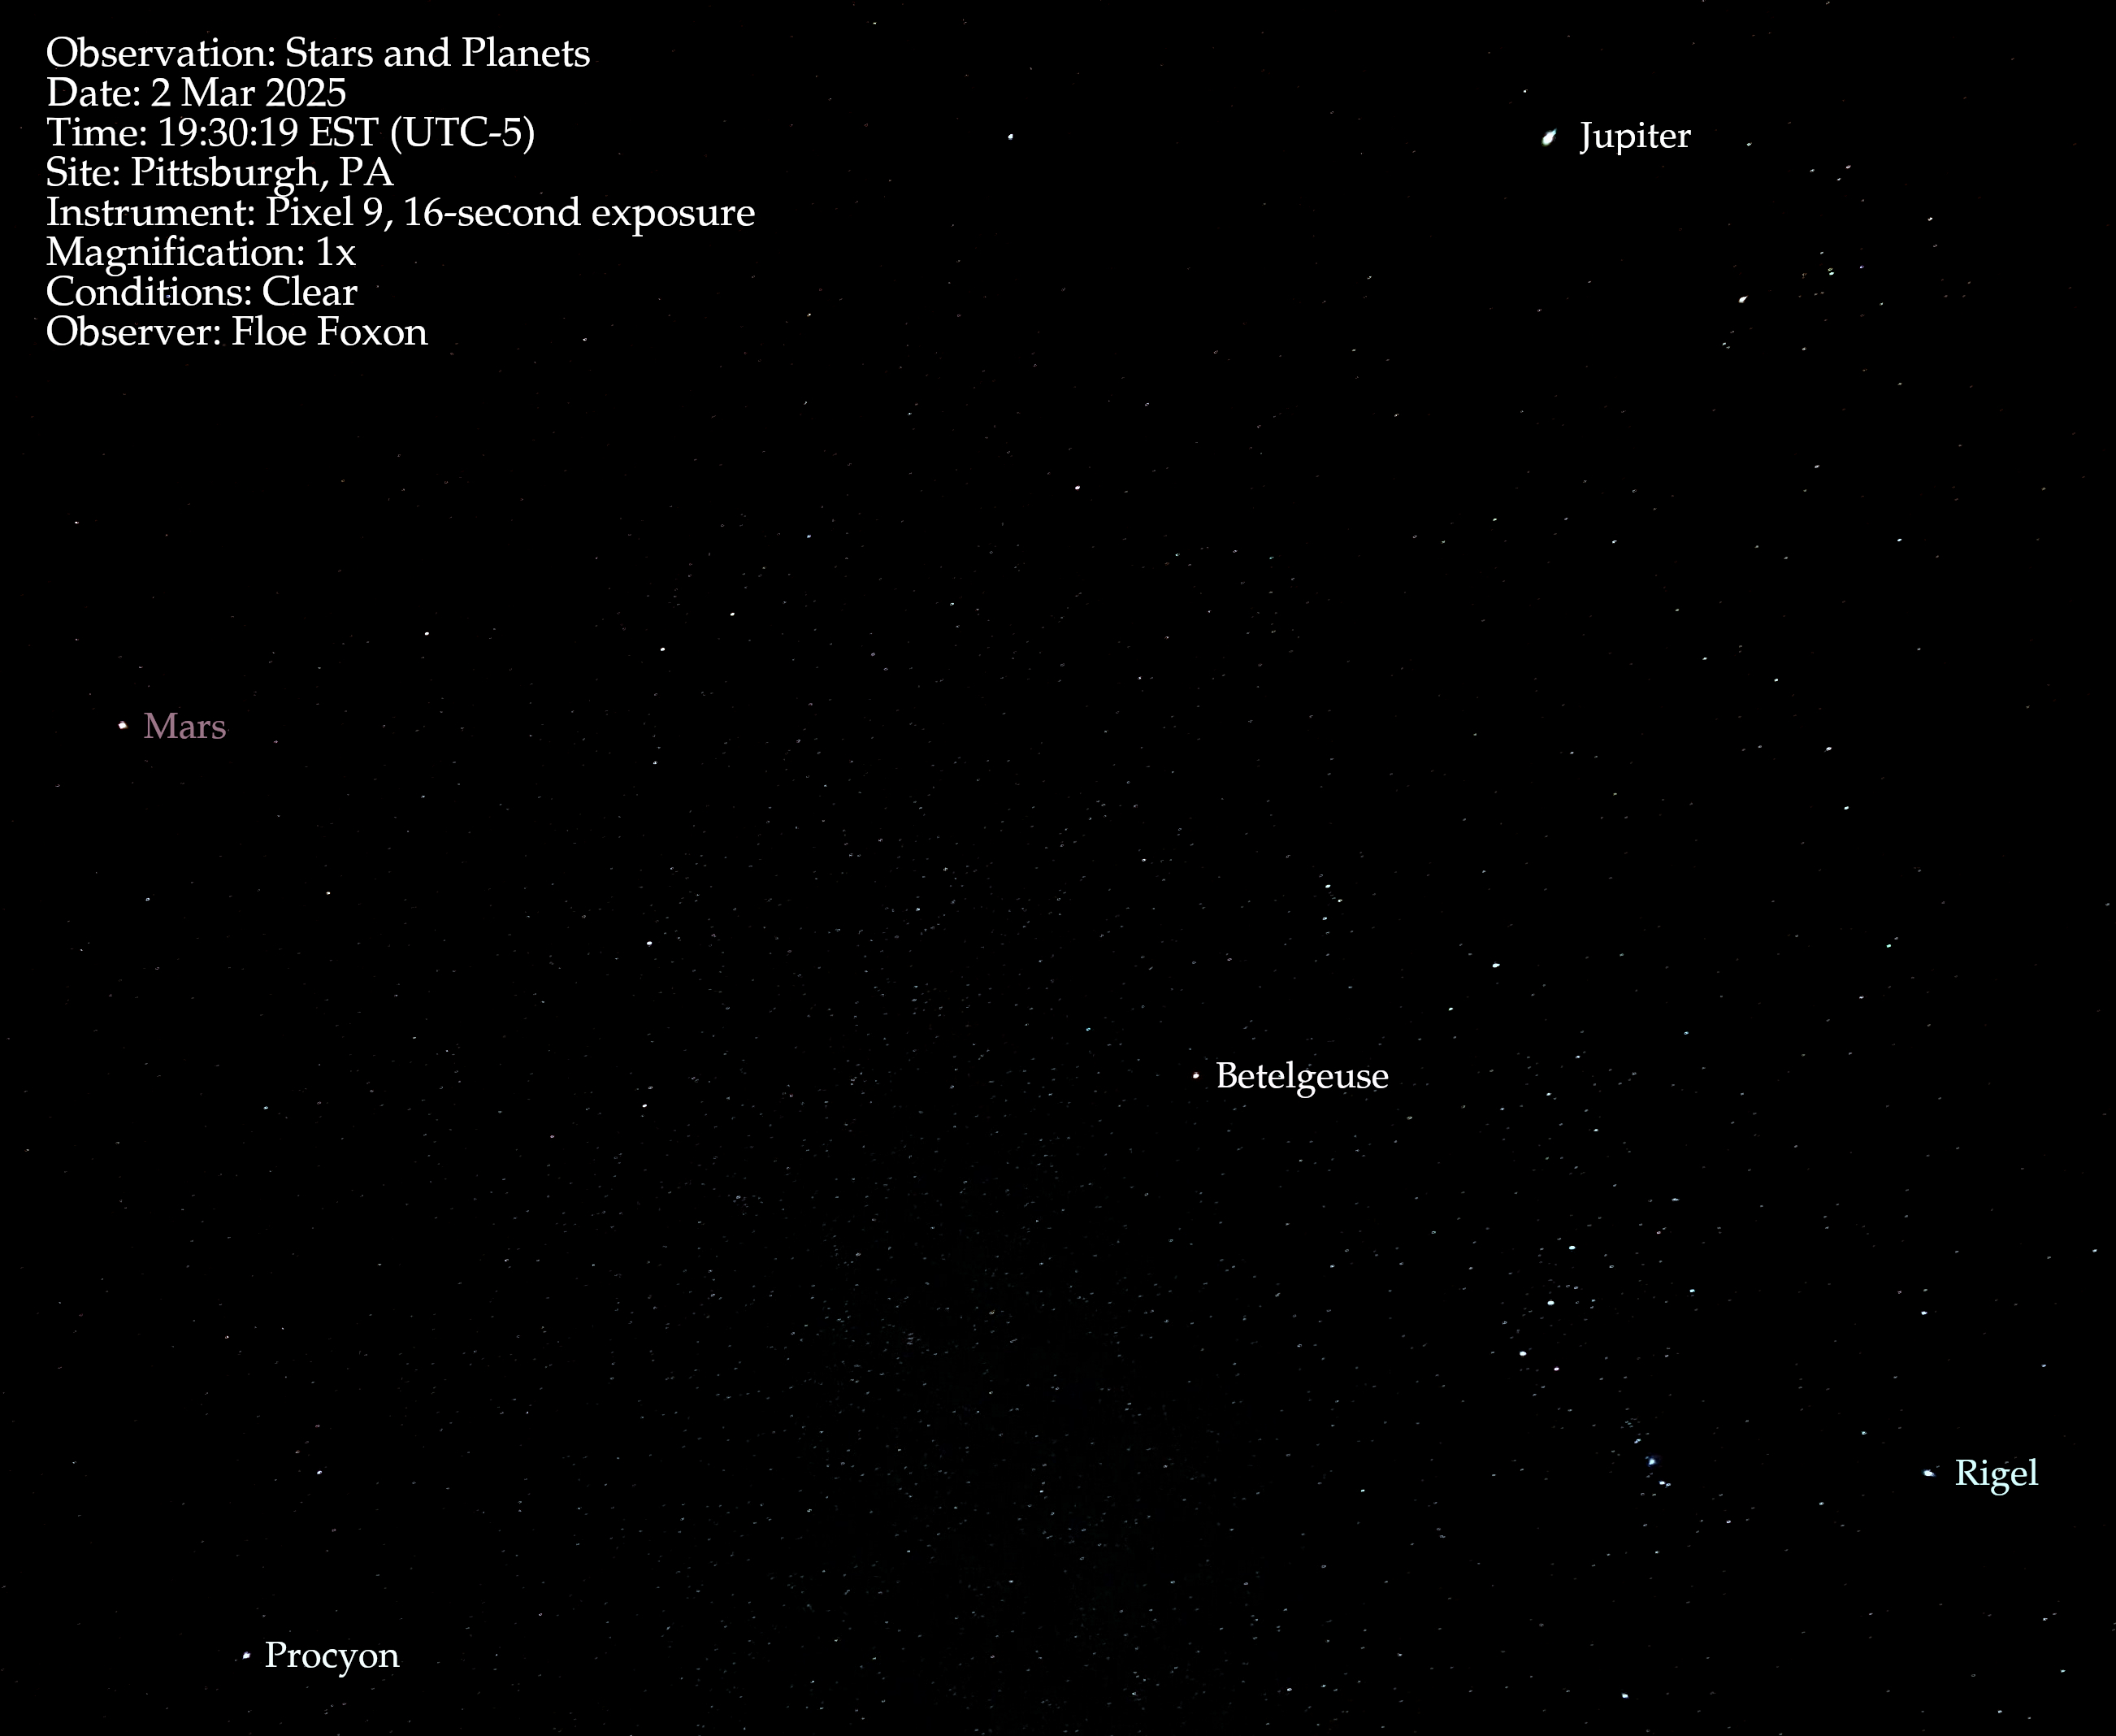 Observation: Stars and Planets
Date: 2 Mar 2025
Time: 19:30:19 EST (UTC-5)
Site: Pittsburgh, PA
Instrument: Pixel 9, 16-second exposure
Magnification: 1x
Conditions: Clear
Observer: Floe Foxon
Jupiter
Mars
Betelgeuse
Rigel
Procyon